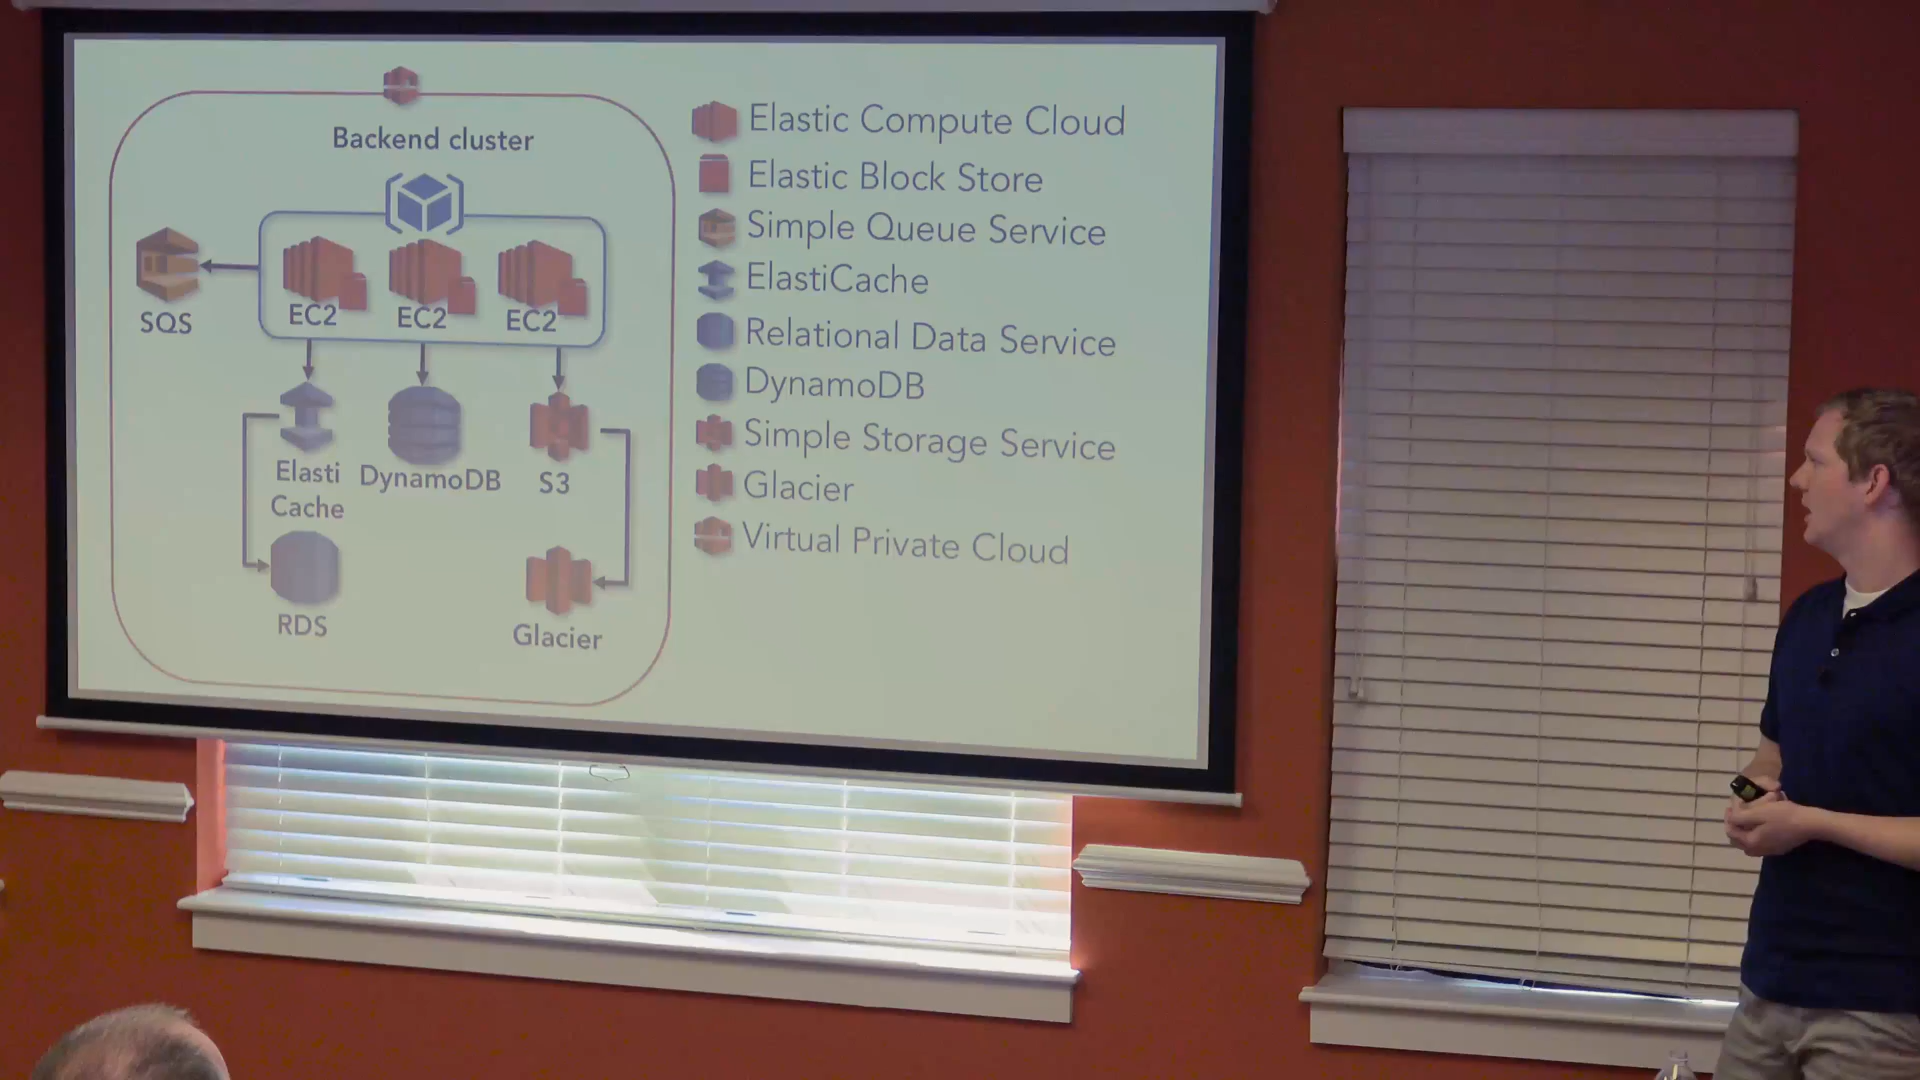 Backend cluster
SQS
EC2
EC2
EC2
Elasti
Cache
DynamoDB
S3
RDS
Glacier
Elastic Compute Cloud
Elastic Block Store
Simple Queue Service
ElastiCache
Relational Data Service
DynamoDB
Simple Storage Service
Glacier
Virtual Private Cloud